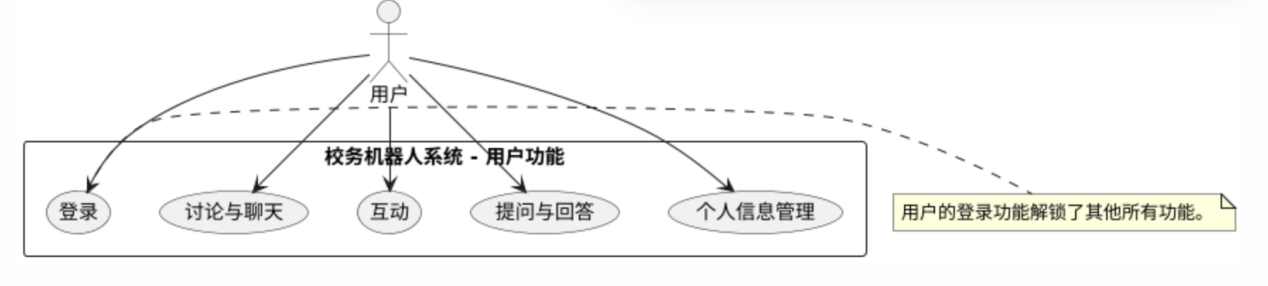 用户
校务机器人系统 - 用户功能
登录
讨论与聊天
互动
提问与回答
个人信息管理
用户的登录功能解锁了其他所有功能。